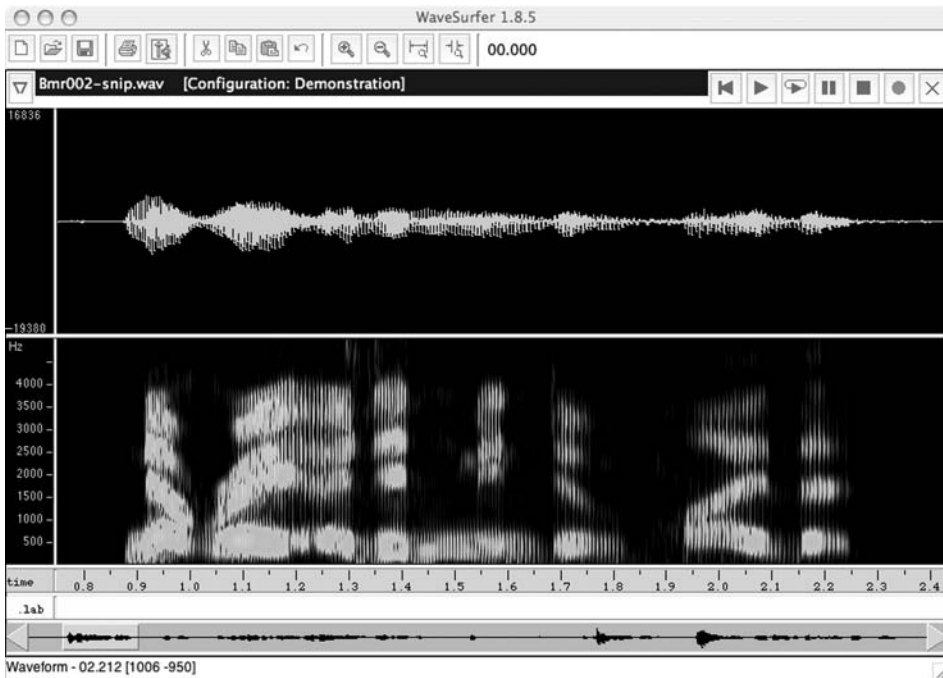 WaveSurfer 1.8.5
00.000
Bmr002-snip.wav [Configuration: Demonstration]
16836
-19380
Hz
4000
3500
3000
2500
2000
1500
1000
500
time 0.8 0.9 1.0 1.1 1.2 1.3 1.4 1.5 1.6 1.7 1.8 1.9 2.0 2.1 2.2 2.3 2.4
.lab
Waveform - 02.212 [1006 -950]